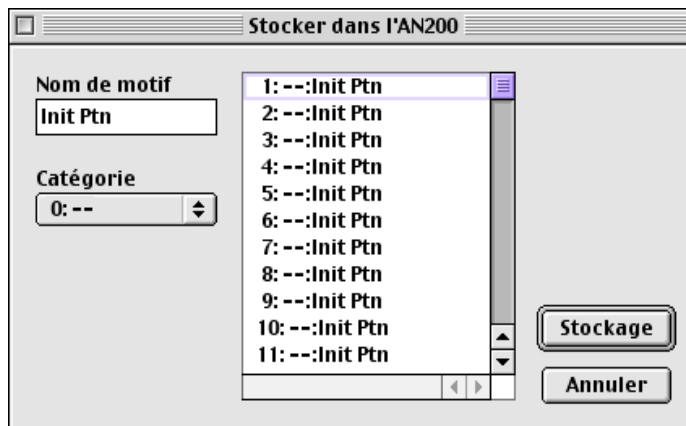 Stocker dans l'AN200
Nom de motif
Init Ptn
Catégorie
0: --
1: --:Init Ptn
2: --:Init Ptn
3: --:Init Ptn
4: --:Init Ptn
5: --:Init Ptn
6: --:Init Ptn
7: --:Init Ptn
8: --:Init Ptn
9: --:Init Ptn
10: --:Init Ptn
11: --:Init Ptn
Stockage
Annuler